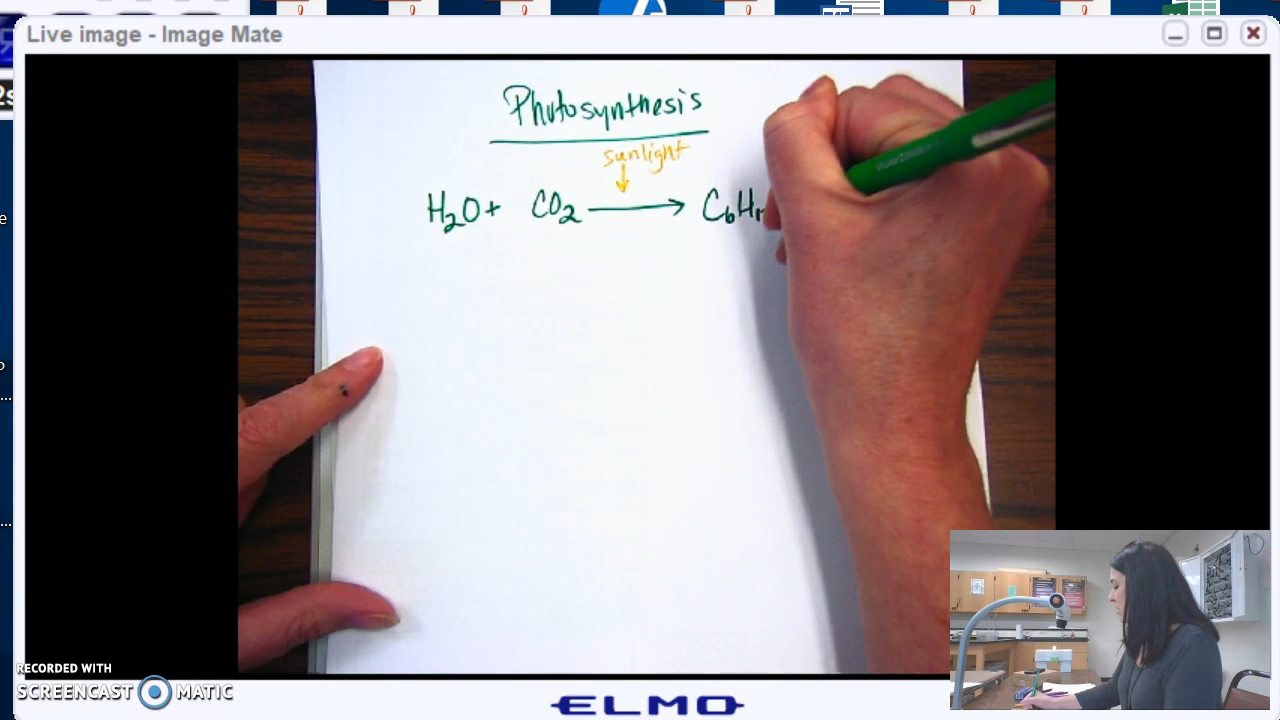 Live image - Image Mate
Photosynthesis
sunlight
H₂O + CO₂ ⟶ C₆H
RECORDED WITH
SCREENCAST MATIC
ELMO